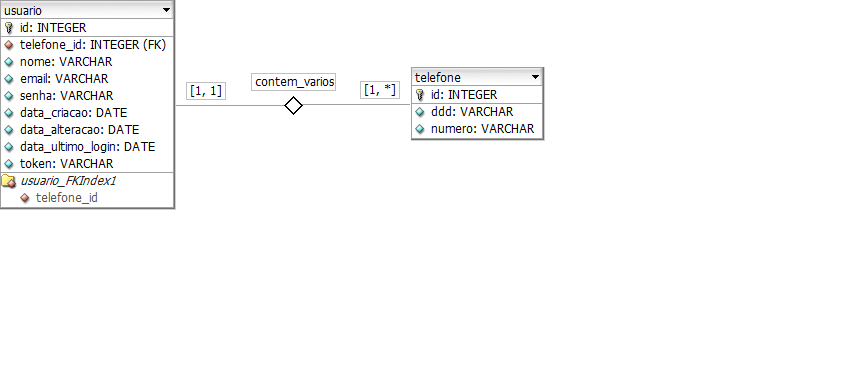 usuario
id: INTEGER
telefone_id: INTEGER (FK)
nome: VARCHAR
email: VARCHAR
senha: VARCHAR
data_criacao: DATE
data_alteracao: DATE
data_ultimo_login: DATE
token: VARCHAR
usuario_FKIndex1
telefone_id
[1, 1]
contem_varios
[1, *]
telefone
id: INTEGER
ddd: VARCHAR
numero: VARCHAR